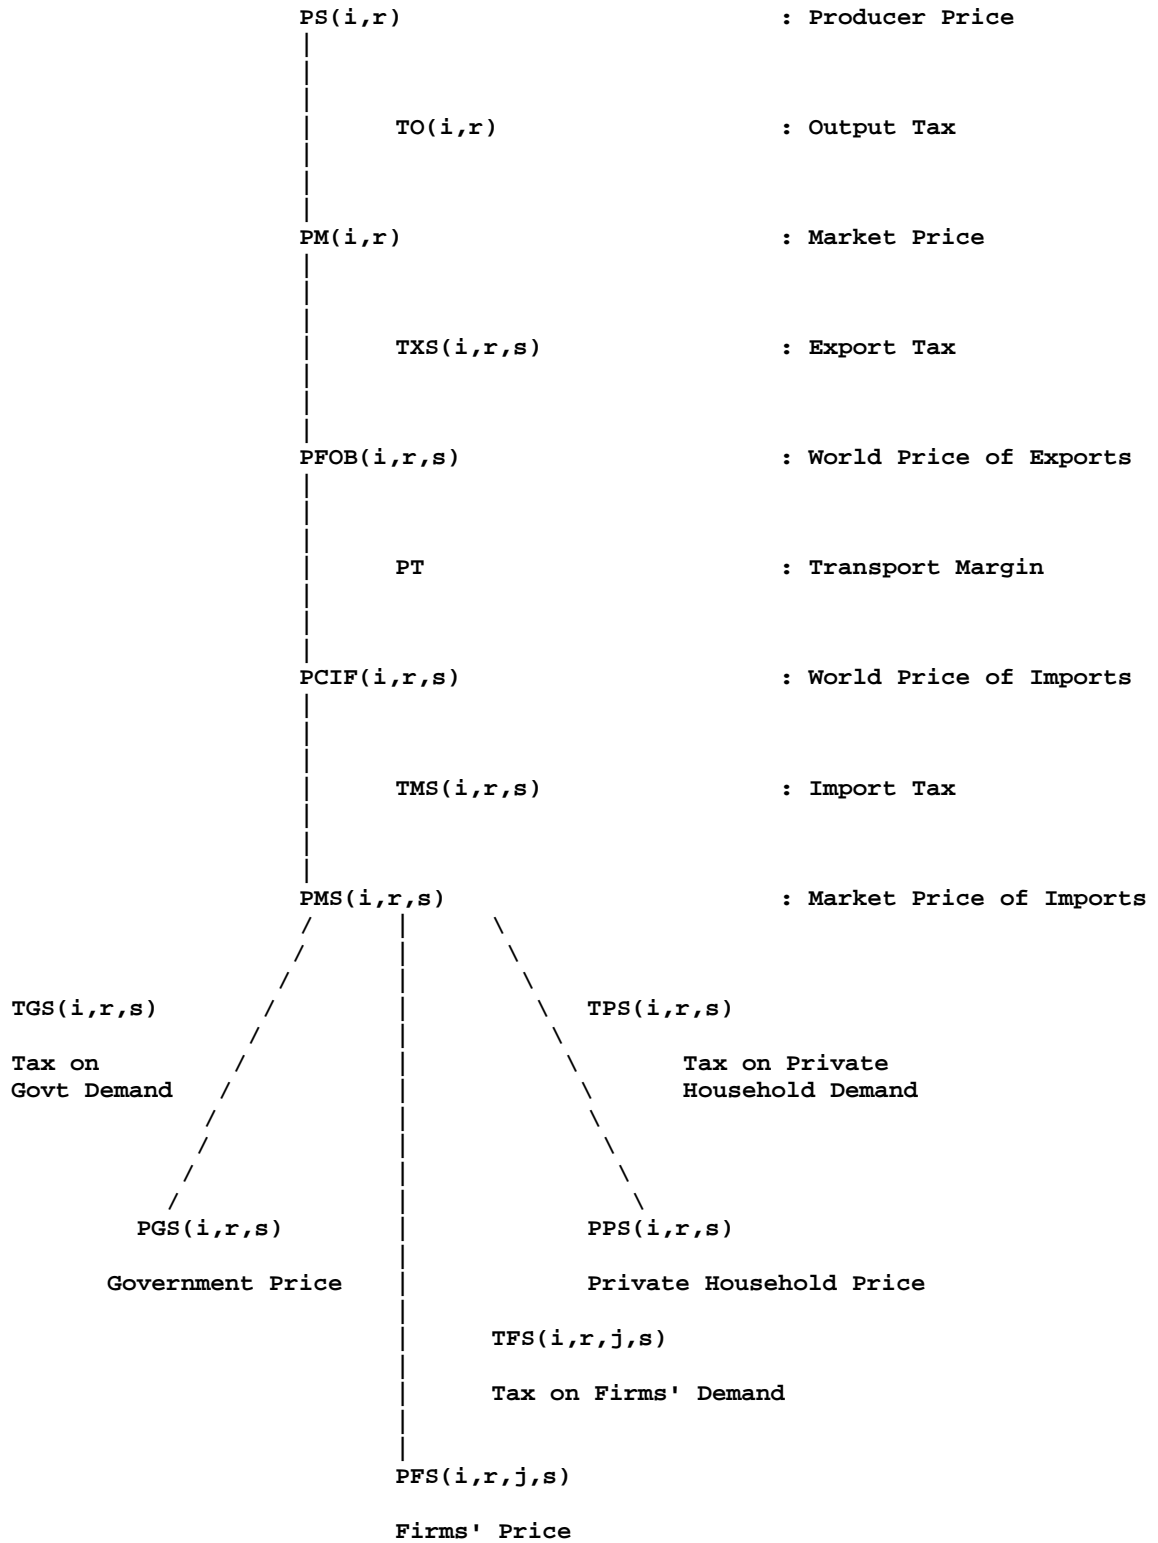 PS(i,r) : Producer Price
TO(i,r) : Output Tax
PM(i,r) : Market Price
TXS(i,r,s) : Export Tax
PFOB(i,r,s) : World Price of Exports
PT : Transport Margin
PCIF(i,r,s) : World Price of Imports
TMS(i,r,s) : Import Tax
PMS(i,r,s) : Market Price of Imports
TGS(i,r,s) TPS(i,r,s)
Tax on Tax on Private
Govt Demand Household Demand
PGS(i,r,s) PPS(i,r,s)
Government Price Private Household Price
TFS(i,r,j,s)
Tax on Firms' Demand
PFS(i,r,j,s)
Firms' Price